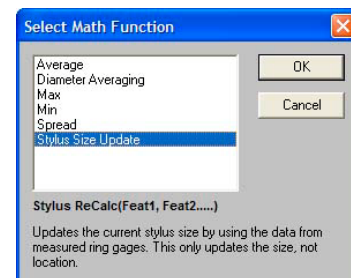 Select Math Function
Average
Diameter Averaging
Max
Min
Spread
Stylus Size Update
OK
Cancel
Stylus ReCalc(Feat1, Feat2.....)
Updates the current stylus size by using the data from
measured ring gages. This only updates the size, not
location.